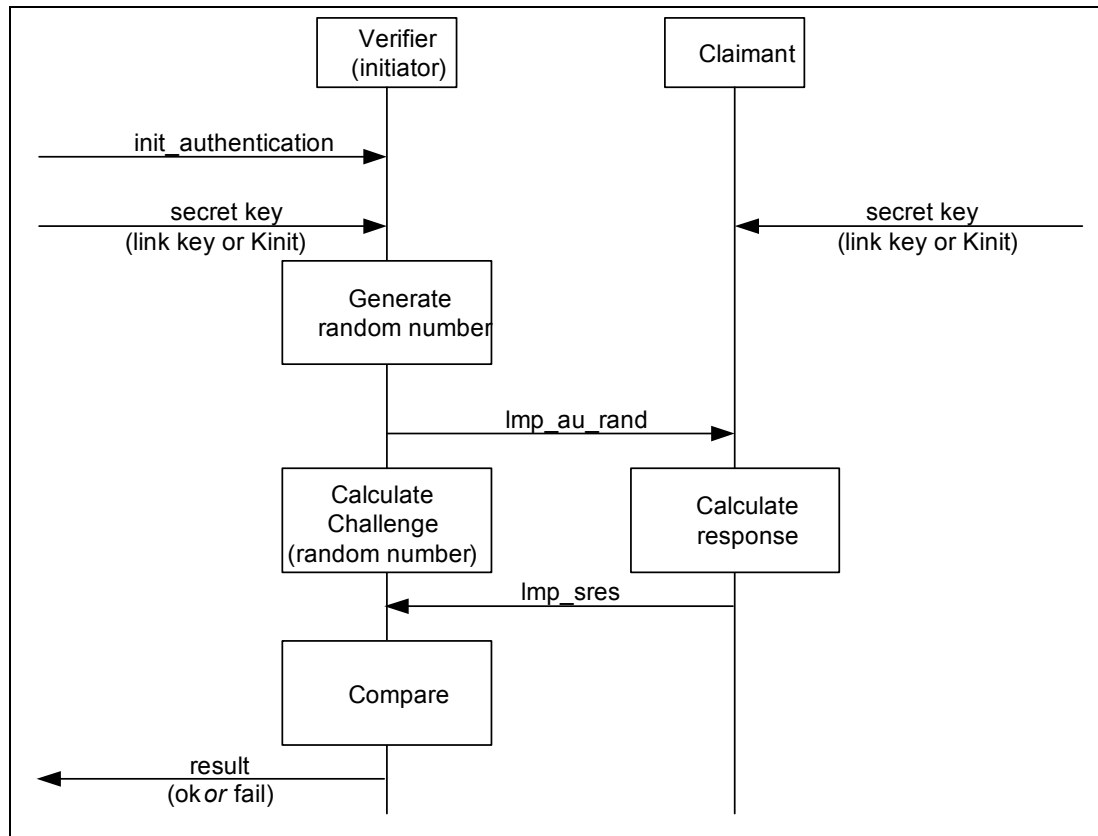 Verifier
(initiator)
Claimant
init_authentication
secret key
(link key or Kinit)
secret key
(link key or Kinit)
Generate
random number
lmp_au_rand
Calculate
Challenge
(random number)
Calculate
response
lmp_sres
Compare
result
(ok or fail)